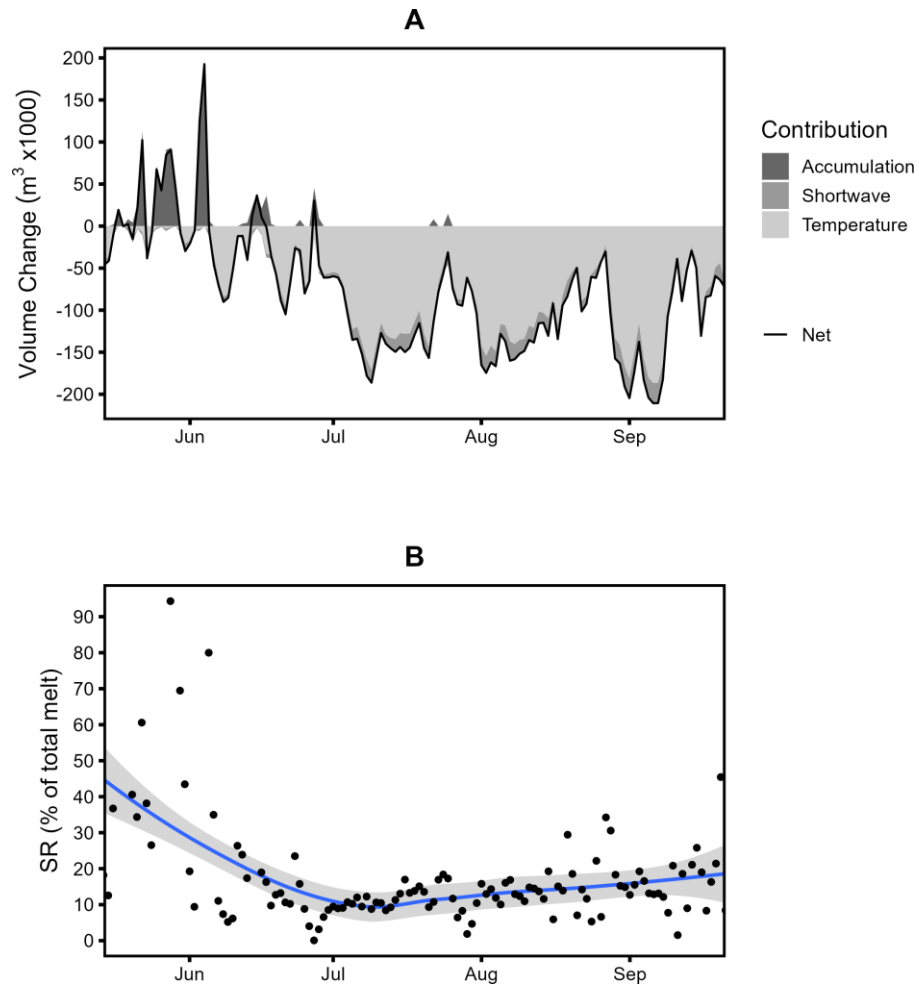 A
Volume Change (m³ x1000)
200
150
100
50
0
-50
-100
-150
-200
Jun Jul Aug Sep
Contribution
Accumulation
Shortwave
Temperature
Net
B
SR (% of total melt)
90
80
70
60
50
40
30
20
10
0
Jun Jul Aug Sep